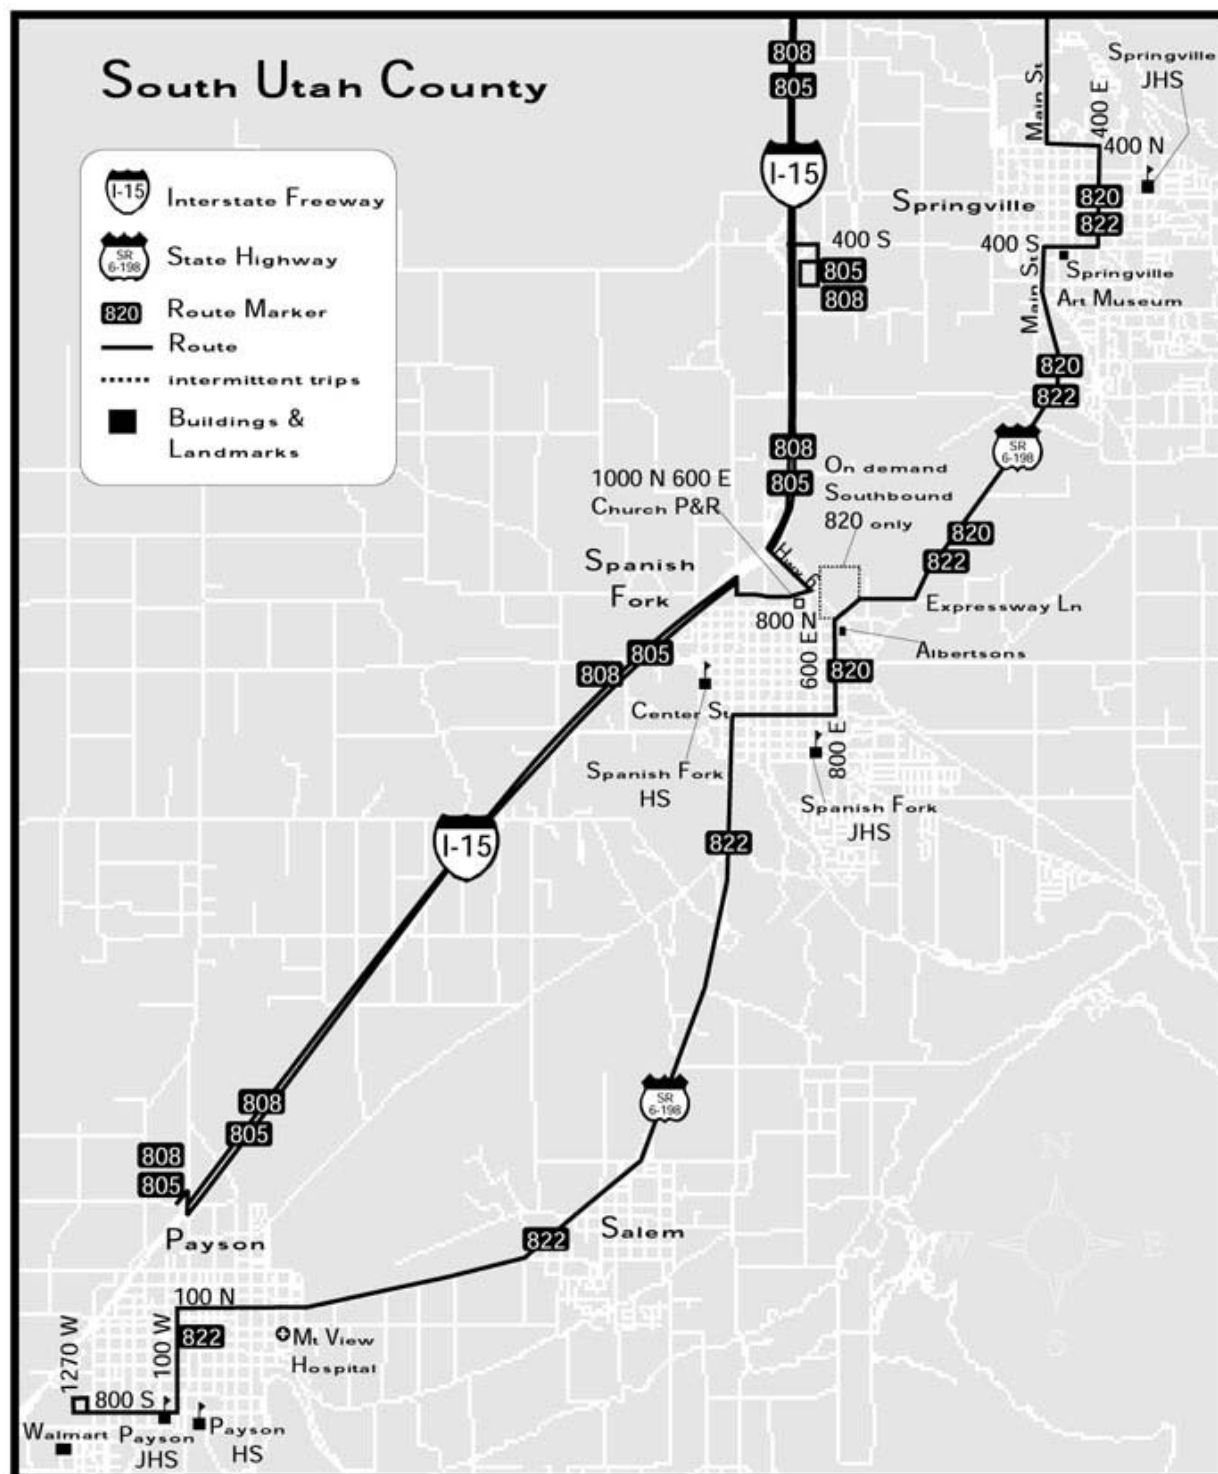 South Utah County
I-15
Interstate Freeway
SR
6-198
State Highway
820
Route Marker
Route
intermittent trips
Buildings &
Landmarks
808
805
I-15
Main St
400 E
Springville
JHS
400 N
820
822
Springville
400 S
805
808
400 S
Main St
Springville
Art Museum
820
822
SR
6-198
808
805
On demand
Southbound
820 only
1000 N 600 E
Church P&R
820
822
Spanish
Fork
Hwy 6
800 N
Expressway Ln
Albertsons
600 E
820
805
808
Center St
800 E
Spanish Fork
HS
Spanish Fork
JHS
I-15
822
SR
6-198
808
805
808
805
N
E
S
Payson
822
Salem
100 N
1270 W
100 W
822
Mt View
Hospital
800 S
Walmart
Payson
JHS
Payson
HS